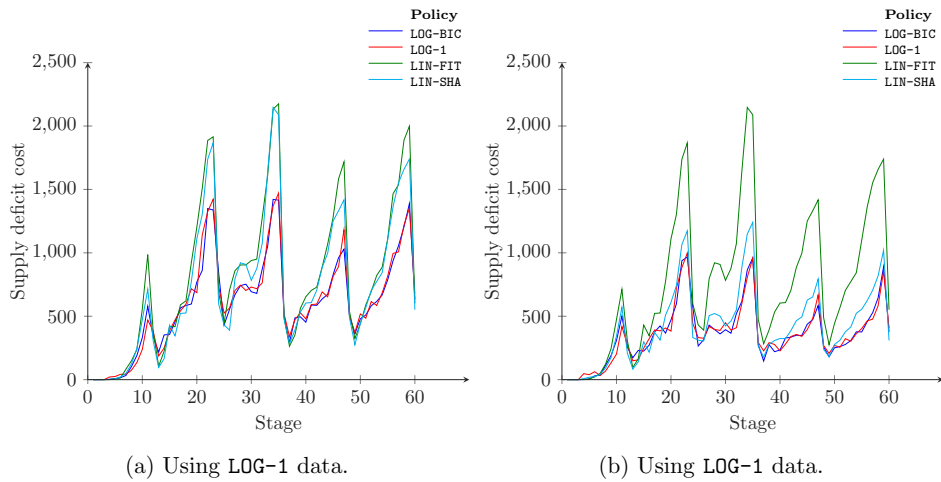 Policy
LOG-BIC
LOG-1
LIN-FIT
LIN-SHA
2,500
2,000
1,500
1,000
500
0
Supply deficit cost
0 10 20 30 40 50 60
Stage
(a) Using LOG-1 data.
Policy
LOG-BIC
LOG-1
LIN-FIT
LIN-SHA
2,500
2,000
1,500
1,000
500
0
Supply deficit cost
0 10 20 30 40 50 60
Stage
(b) Using LOG-1 data.